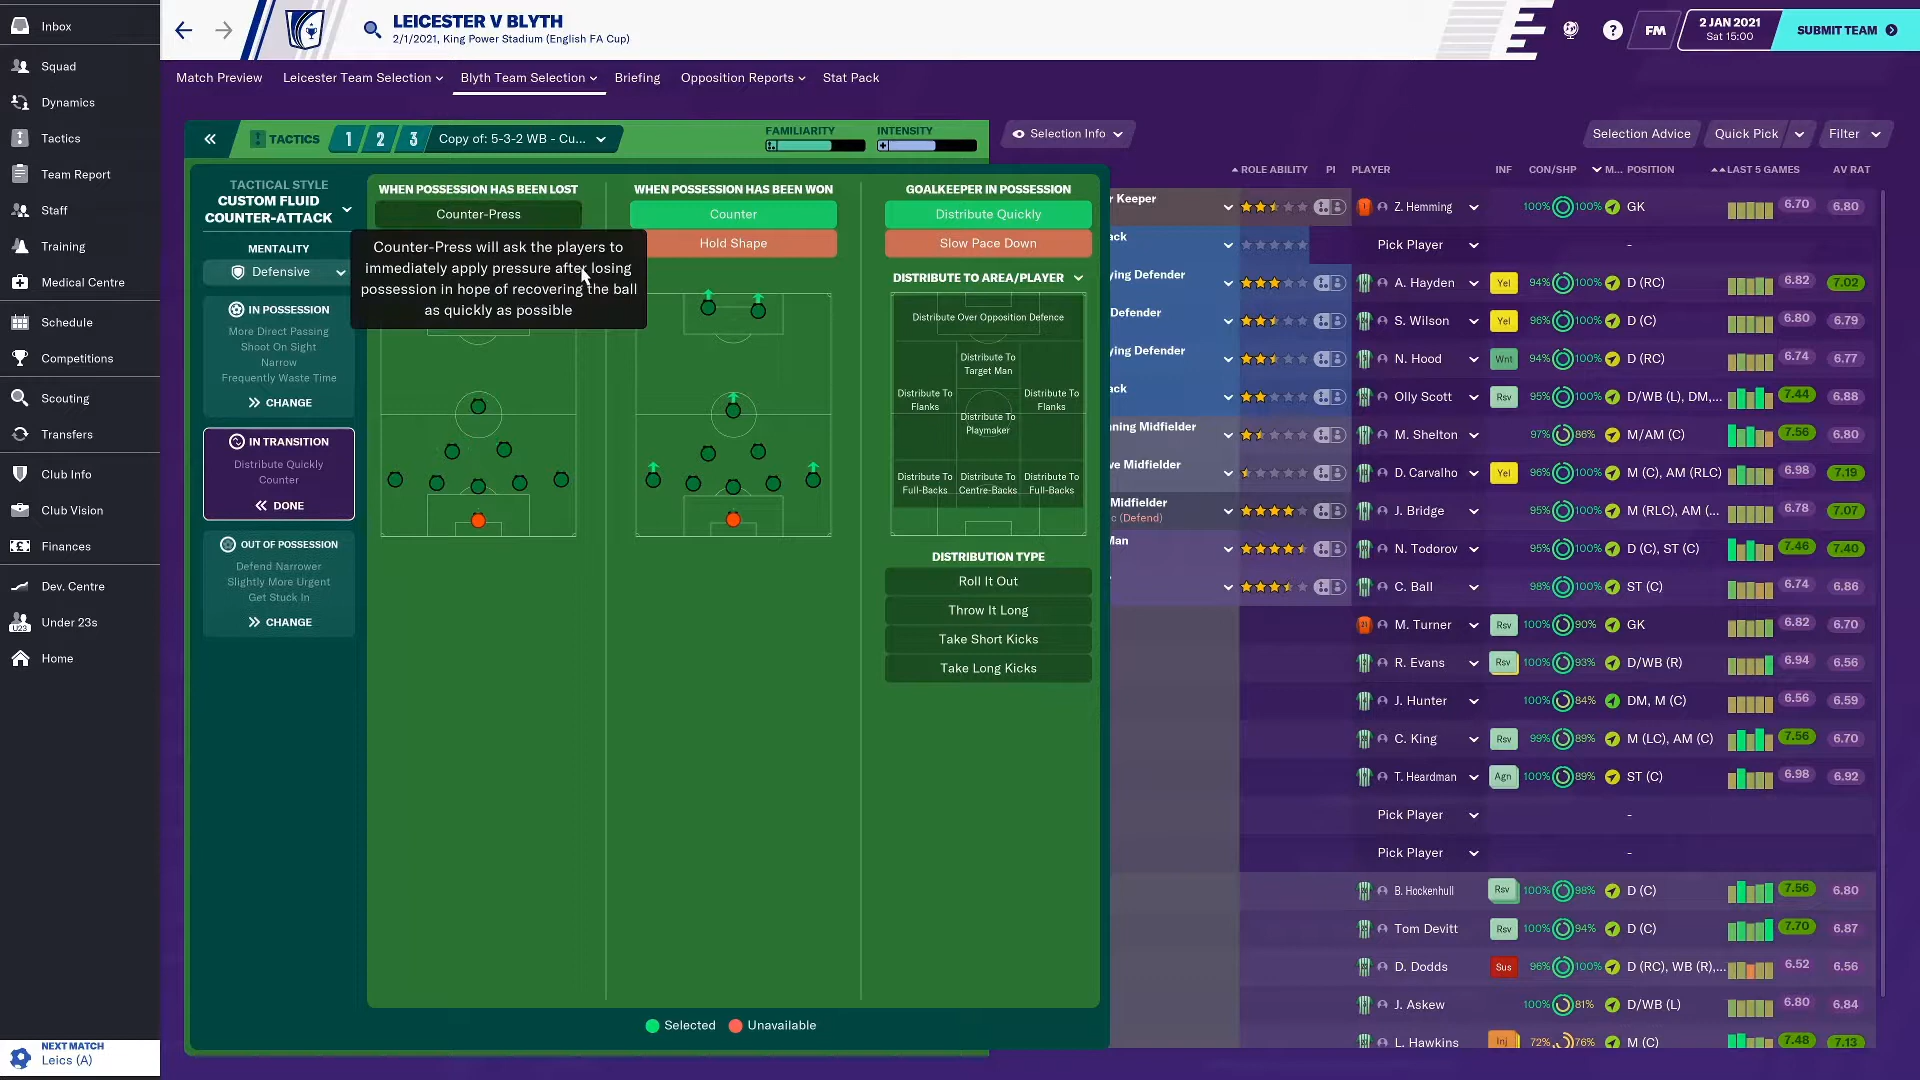 Inbox
Squad
Dynamics
Tactics
Team Report
Staff
Training
Medical Centre
Schedule
Competitions
Scouting
Transfers
Club Info
Club Vision
Finances
Dev. Centre
U23
Under 23s
Home
NEXT MATCH
Leics (A)
LEICESTER V BLYTH
2/1/2021, King Power Stadium (English FA Cup)
FM
2 JAN 2021
Sat 15:00
SUBMIT TEAM
Match Preview
Leicester Team Selection
Blyth Team Selection
Briefing
Opposition Reports
Stat Pack
TACTICS
1
2
3
Copy of: 5-3-2 WB - Cu...
FAMILIARITY
INTENSITY
Selection Info
Selection Advice
Quick Pick
Filter
TACTICAL STYLE
CUSTOM FLUID
COUNTER-ATTACK
MENTALITY
Defensive
IN POSSESSION
More Direct Passing
Shoot On Sight
Narrow
Frequently Waste Time
CHANGE
IN TRANSITION
Distribute Quickly
Counter
DONE
OUT OF POSSESSION
Defend Narrower
Slightly More Urgent
Get Stuck In
CHANGE
WHEN POSSESSION HAS BEEN LOST
Counter-Press
Counter-Press will ask the players to
immediately apply pressure after losing
possession in hope of recovering the ball
as quickly as possible
WHEN POSSESSION HAS BEEN WON
Counter
Hold Shape
GOALKEEPER IN POSSESSION
Distribute Quickly
Slow Pace Down
DISTRIBUTE TO AREA/PLAYER
Distribute Over Opposition Defence
Distribute To
Target Man
Distribute To
Flanks
Distribute To
Flanks
Distribute To
Playmaker
Distribute To
Full-Backs
Distribute To
Centre-Backs
Distribute To
Full-Backs
DISTRIBUTION TYPE
Roll It Out
Throw It Long
Take Short Kicks
Take Long Kicks
Selected
Unavailable
ROLE ABILITY PI PLAYER INF CON/SHP M... POSITION LAST 5 GAMES AV RAT
r Keeper Z. Hemming 100% 100% GK 6.70 6.80
ack Pick Player -
ying Defender A. Hayden Yel 94% 100% D (RC) 6.82 7.02
Defender S. Wilson Yel 96% 100% D (C) 6.80 6.79
ying Defender N. Hood Wnt 94% 100% D (RC) 6.74 6.77
ack Olly Scott Rsv 95% 100% D/WB (L), DM,... 7.44 6.88
nning Midfielder M. Shelton 97% 86% M/AM (C) 7.56 6.80
ve Midfielder D. Carvalho Yel 96% 100% M (C), AM (RLC) 6.98 7.19
Midfielder J. Bridge 95% 100% M (RLC), AM (... 6.78 7.07
c (Defend)
Man N. Todorov 95% 100% D (C), ST (C) 7.46 7.40
C. Ball 98% 100% ST (C) 6.74 6.86
M. Turner Rsv 100% 90% GK 6.82 6.70
R. Evans Rsv 100% 93% D/WB (R) 6.94 6.56
J. Hunter 100% 84% DM, M (C) 6.56 6.59
C. King Rsv 99% 89% M (LC), AM (C) 7.56 6.70
T. Heardman Agn 100% 89% ST (C) 6.98 6.92
Pick Player -
Pick Player -
B. Hockenhull Rsv 100% 98% D (C) 7.56 6.80
Tom Devitt Rsv 100% 94% D (C) 7.70 6.87
D. Dodds Sus 96% 100% D (RC), WB (R),... 6.52 6.56
J. Askew 100% 81% D/WB (L) 6.80 6.84
L. Hawkins Inj 72% 76% M (C) 7.48 7.13